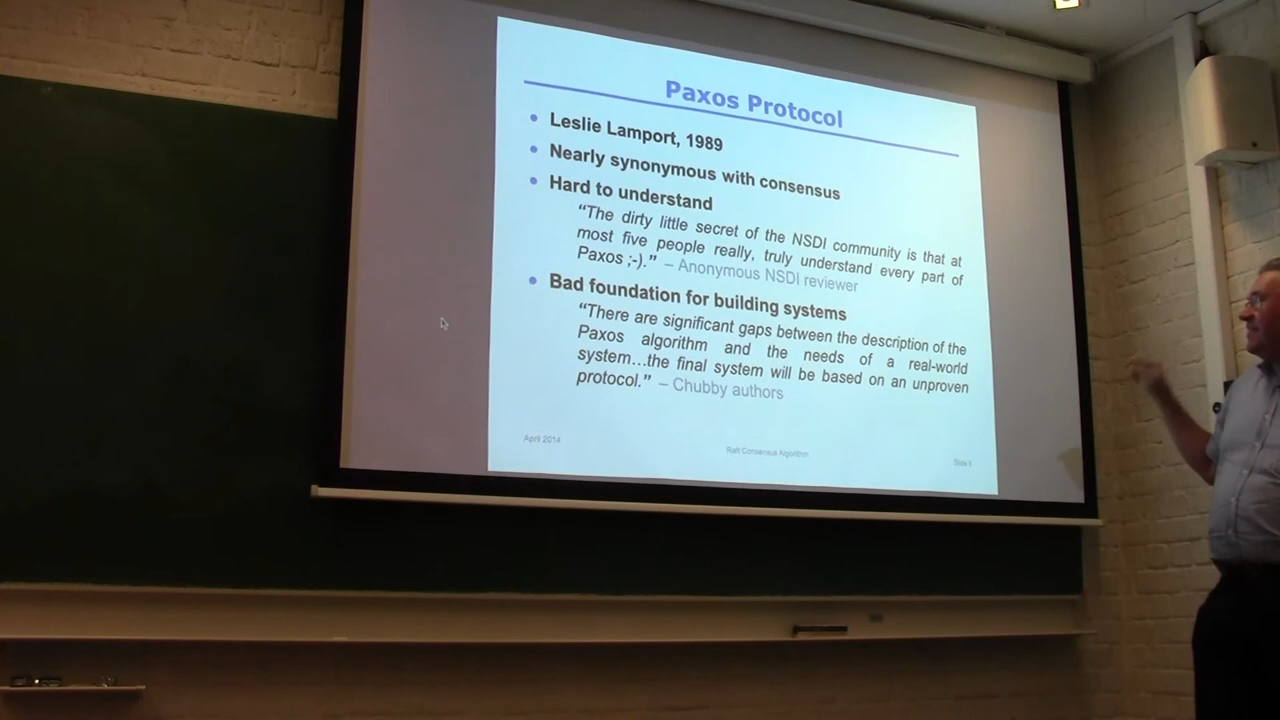 Paxos Protocol
• Leslie Lamport, 1989
• Nearly synonymous with consensus
• Hard to understand
“The dirty little secret of the NSDI community is that at
most five people really, truly understand every part of
Paxos ;-).” – Anonymous NSDI reviewer
• Bad foundation for building systems
“There are significant gaps between the description of the
Paxos algorithm and the needs of a real-world
system…the final system will be based on an unproven
protocol.” – Chubby authors
April 2014
Raft Consensus Algorithm
Slide